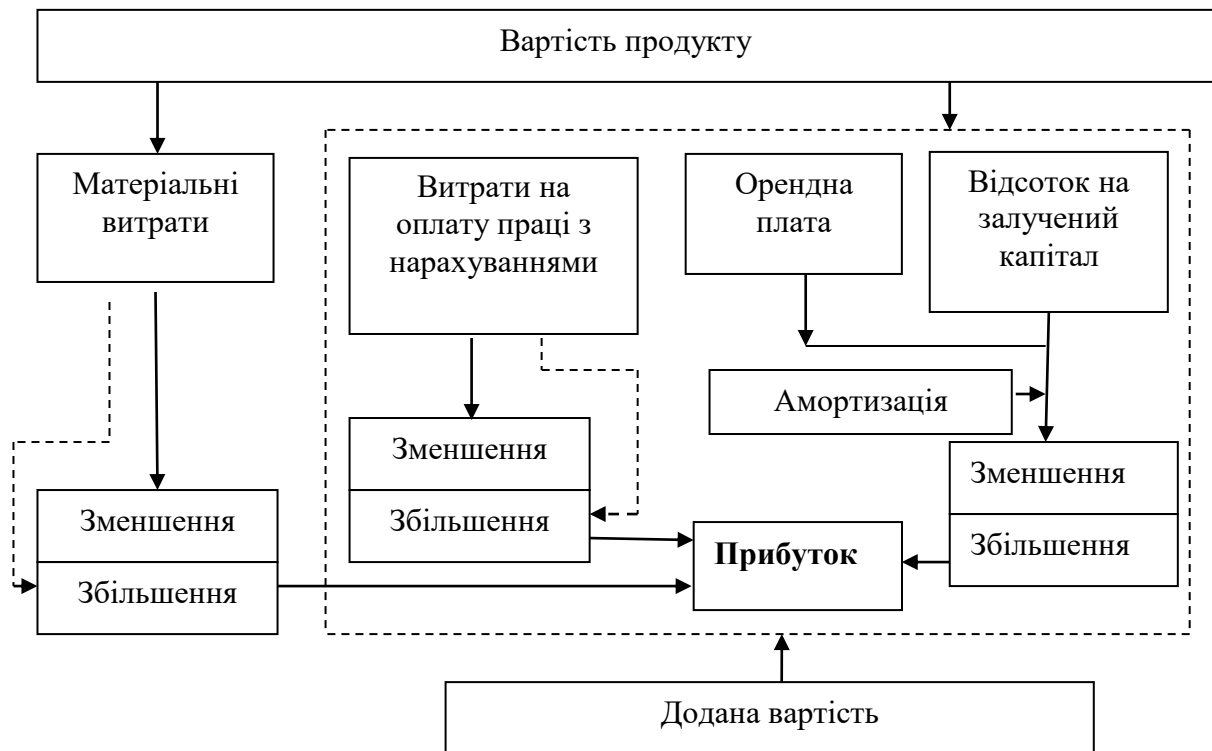 Вартість продукту
Матеріальні
витрати
Витрати на
оплату праці з
нарахуваннями
Орендна
плата
Відсоток на
залучений
капітал
Амортизація
Зменшення
Збільшення
Зменшення
Збільшення
Зменшення
Збільшення
Прибуток
Додана вартість